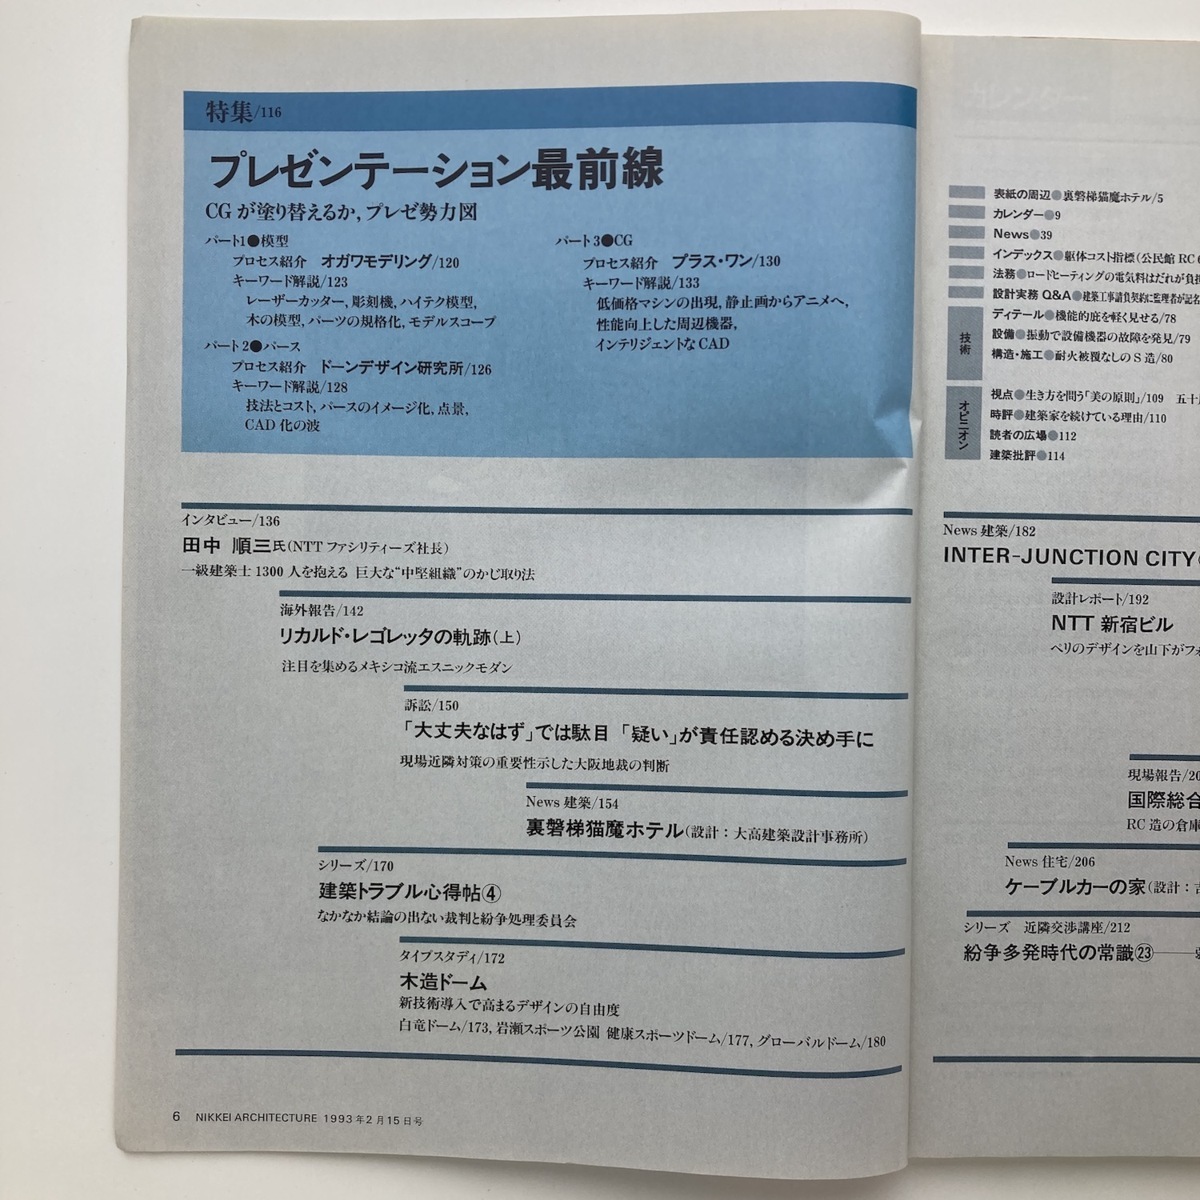 特集/116
プレゼンテーション最前線
CGが塗り替えるか,プレゼ勢力図
パート1●模型
プロセス紹介 オガワモデリング/120
キーワード解説/123
レーザーカッター,彫刻機,ハイテク模型,
木の模型,パーツの規格化,モデルスコープ
パート2●パース
プロセス紹介 ドーンデザイン研究所/126
キーワード解説/128
技法とコスト,パースのイメージ化,点景,
CAD化の波
パート3●CG
プロセス紹介 プラス・ワン/130
キーワード解説/133
低価格マシンの出現,静止画からアニメへ,
性能向上した周辺機器,
インテリジェントなCAD
インタビュー/136
田中 順三氏(NTTファシリティーズ社長)
一級建築士1300人を抱える 巨大な“中堅組織”のかじ取り法
海外報告/142
リカルド・レゴレッタの軌跡(上)
注目を集めるメキシコ流エスニックモダン
訴訟/150
「大丈夫なはず」では駄目 「疑い」が責任認める決め手に
現場近隣対策の重要性示した大阪地裁の判断
News 建築/154
裏磐梯猫魔ホテル(設計：大高建築設計事務所)
シリーズ/170
建築トラブル心得帖④
なかなか結論の出ない裁判と紛争処理委員会
タイプスタディ/172
木造ドーム
新技術導入で高まるデザインの自由度
白竜ドーム/173, 岩瀬スポーツ公園 健康スポーツドーム/177, グローバルドーム/180
6 NIKKEI ARCHITECTURE 1993年2月15日号
表紙の周辺●裏磐梯猫魔ホテル/5
カレンダー●9
News●39
インデックス●躯体コスト指標(公民館RC
法務●ロードヒーティングの電気料はだれが負担
設計実務 Q&A●建築工事請負契約に監理者が記名
技術
ディテール●機能的庇を軽く見せる/78
設備●振動で設備機器の故障を発見/79
構造・施工●耐火被覆なしのS造/80
オピニオン
視点●生き方を問う「美の原則」/109 五十
時評●建築家を続けている理由/110
読者の広場●112
建築批評●114
News 建築/182
INTER-JUNCTION CITY
設計レポート/192
NTT 新宿ビル
ペリのデザインを山下がフォ
現場報告/20
国際総合
RC造の倉庫
News 住宅/206
ケーブルカーの家(設計：
シリーズ 近隣交渉講座/212
紛争多発時代の常識㉓——